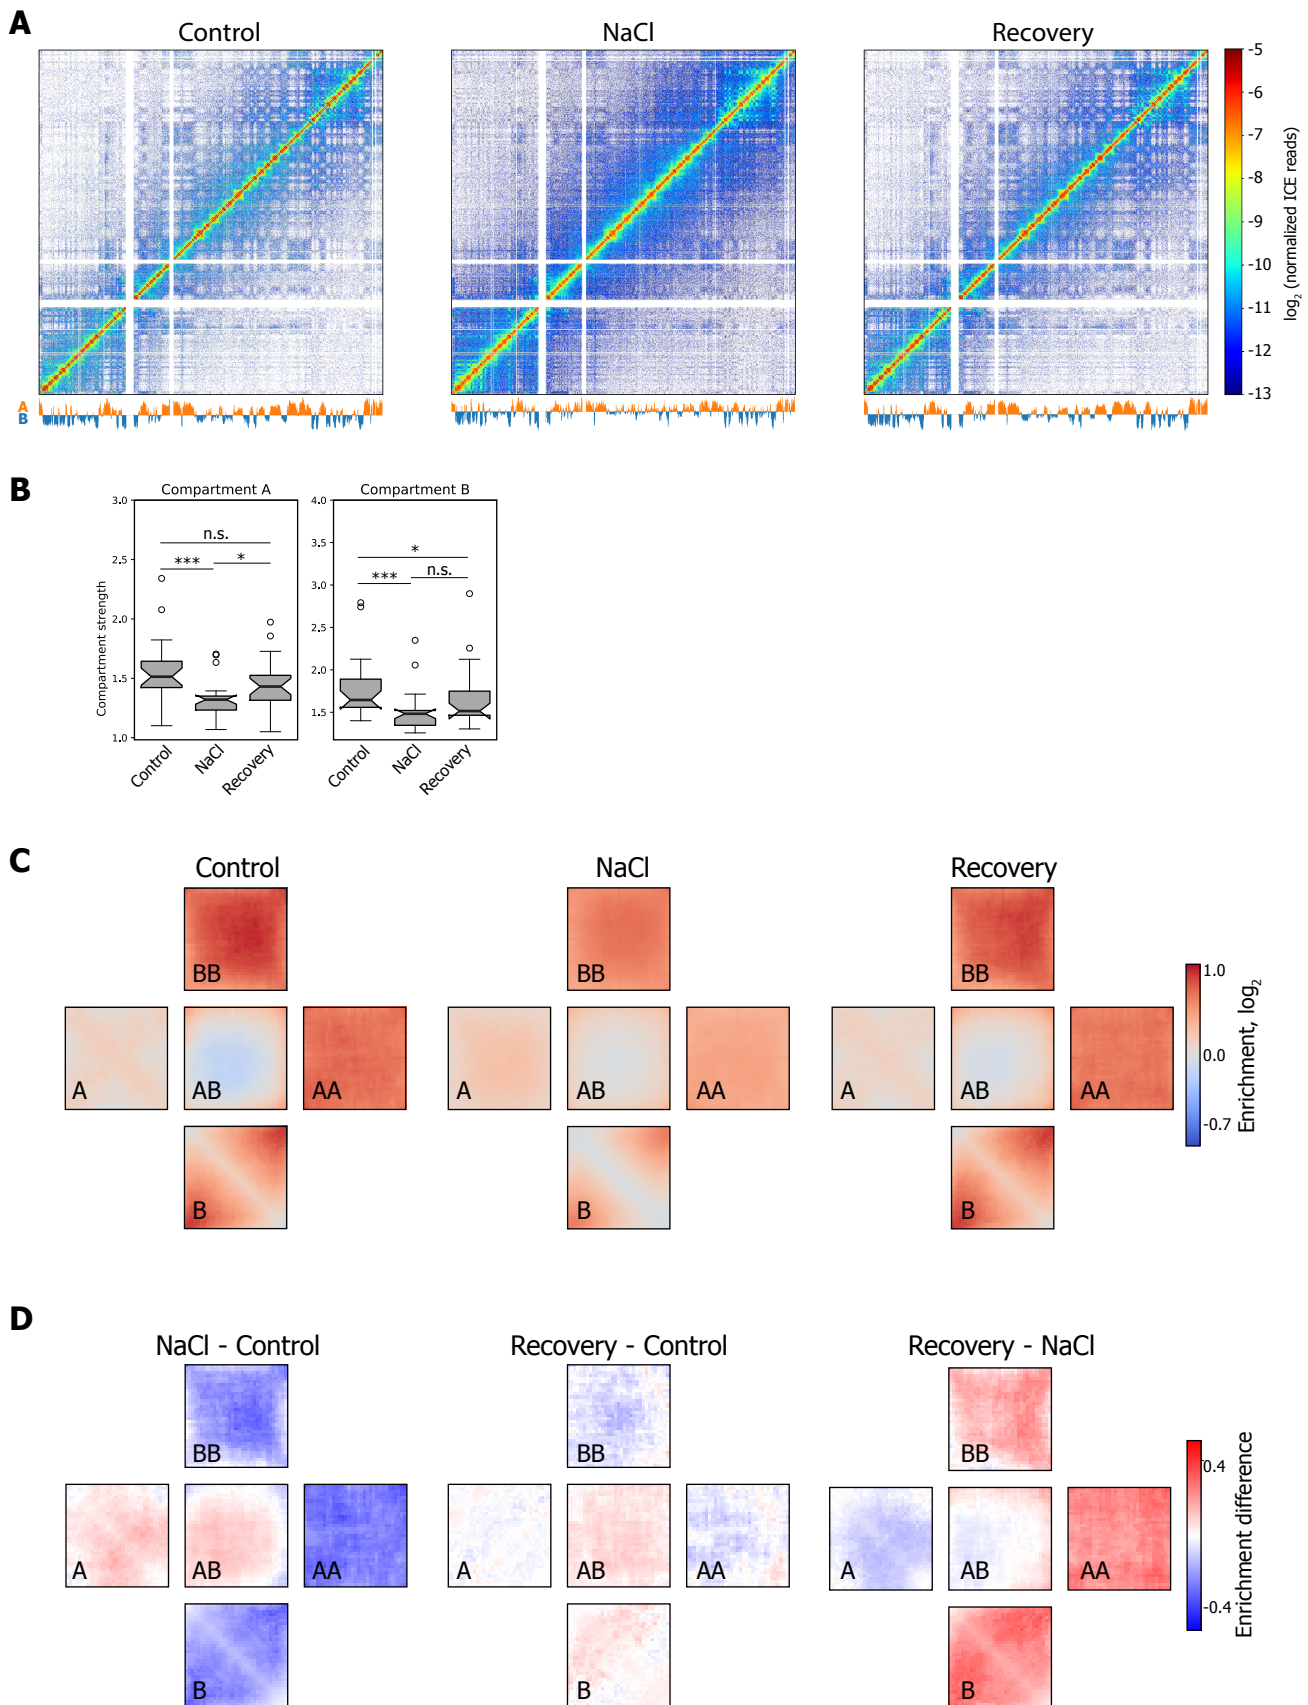 A
Control
NaCl
Recovery
-5
-6
-7
-8
-9
-10
-11
-12
-13
log2 (normalized ICE reads)
A
B
B
Compartment A
Compartment B
3.0
2.5
2.0
1.5
1.0
Compartment strength
n.s.
***
*
Control
NaCl
Recovery
4.0
3.5
3.0
2.5
2.0
1.5
*
***
n.s.
Control
NaCl
Recovery
C
Control
NaCl
Recovery
BB
BB
BB
A
AB
AA
A
AB
AA
A
AB
AA
B
B
B
1.0
0.0
-0.7
Enrichment, log2
D
NaCl - Control
Recovery - Control
Recovery - NaCl
BB
BB
BB
A
AB
AA
A
AB
AA
A
AB
AA
B
B
B
0.4
-0.4
Enrichment difference